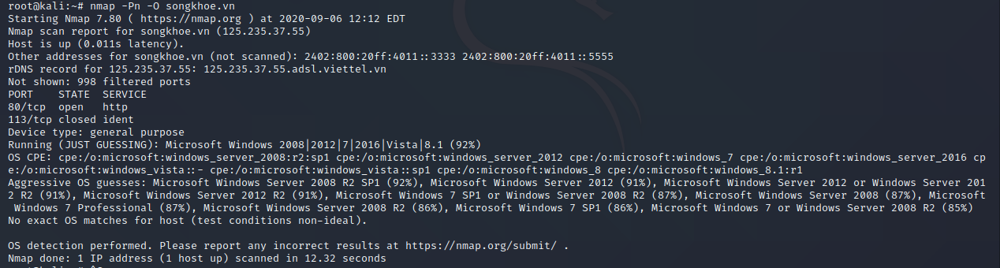 root@kali:~# nmap -Pn -O songkhoe.vn
Starting Nmap 7.80 ( https://nmap.org ) at 2020-09-06 12:12 EDT
Nmap scan report for songkhoe.vn (125.235.37.55)
Host is up (0.011s latency).
Other addresses for songkhoe.vn (not scanned): 2402:800:20ff:4011::3333 2402:800:20ff:4011::5555
rDNS record for 125.235.37.55: 125.235.37.55.adsl.viettel.vn
Not shown: 998 filtered ports
PORT    STATE  SERVICE
80/tcp  open   http
113/tcp closed ident
Device type: general purpose
Running (JUST GUESSING): Microsoft Windows 2008|2012|7|2016|Vista|8.1 (92%)
OS CPE: cpe:/o:microsoft:windows_server_2008:r2:sp1 cpe:/o:microsoft:windows_server_2012 cpe:/o:microsoft:windows_7 cpe:/o:microsoft:windows_server_2016 cp
e:/o:microsoft:windows_vista::- cpe:/o:microsoft:windows_vista::sp1 cpe:/o:microsoft:windows_8 cpe:/o:microsoft:windows_8.1:r1
Aggressive OS guesses: Microsoft Windows Server 2008 R2 SP1 (92%), Microsoft Windows Server 2012 (91%), Microsoft Windows Server 2012 or Windows Server 201
2 R2 (91%), Microsoft Windows Server 2012 R2 (91%), Microsoft Windows 7 SP1 or Windows Server 2008 R2 (87%), Microsoft Windows Server 2008 (87%), Microsoft
 Windows 7 Professional (87%), Microsoft Windows Server 2008 R2 (86%), Microsoft Windows 7 SP1 (86%), Microsoft Windows 7 or Windows Server 2008 R2 (85%)
No exact OS matches for host (test conditions non-ideal).

OS detection performed. Please report any incorrect results at https://nmap.org/submit/ .
Nmap done: 1 IP address (1 host up) scanned in 12.32 seconds